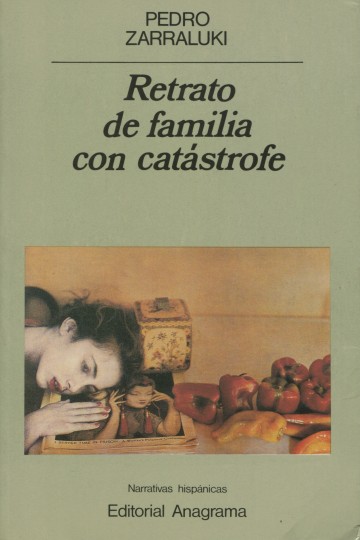 PEDRO
ZARRALUKI
Retrato
de familia
con catástrofe
Narrativas hispánicas
Editorial Anagrama